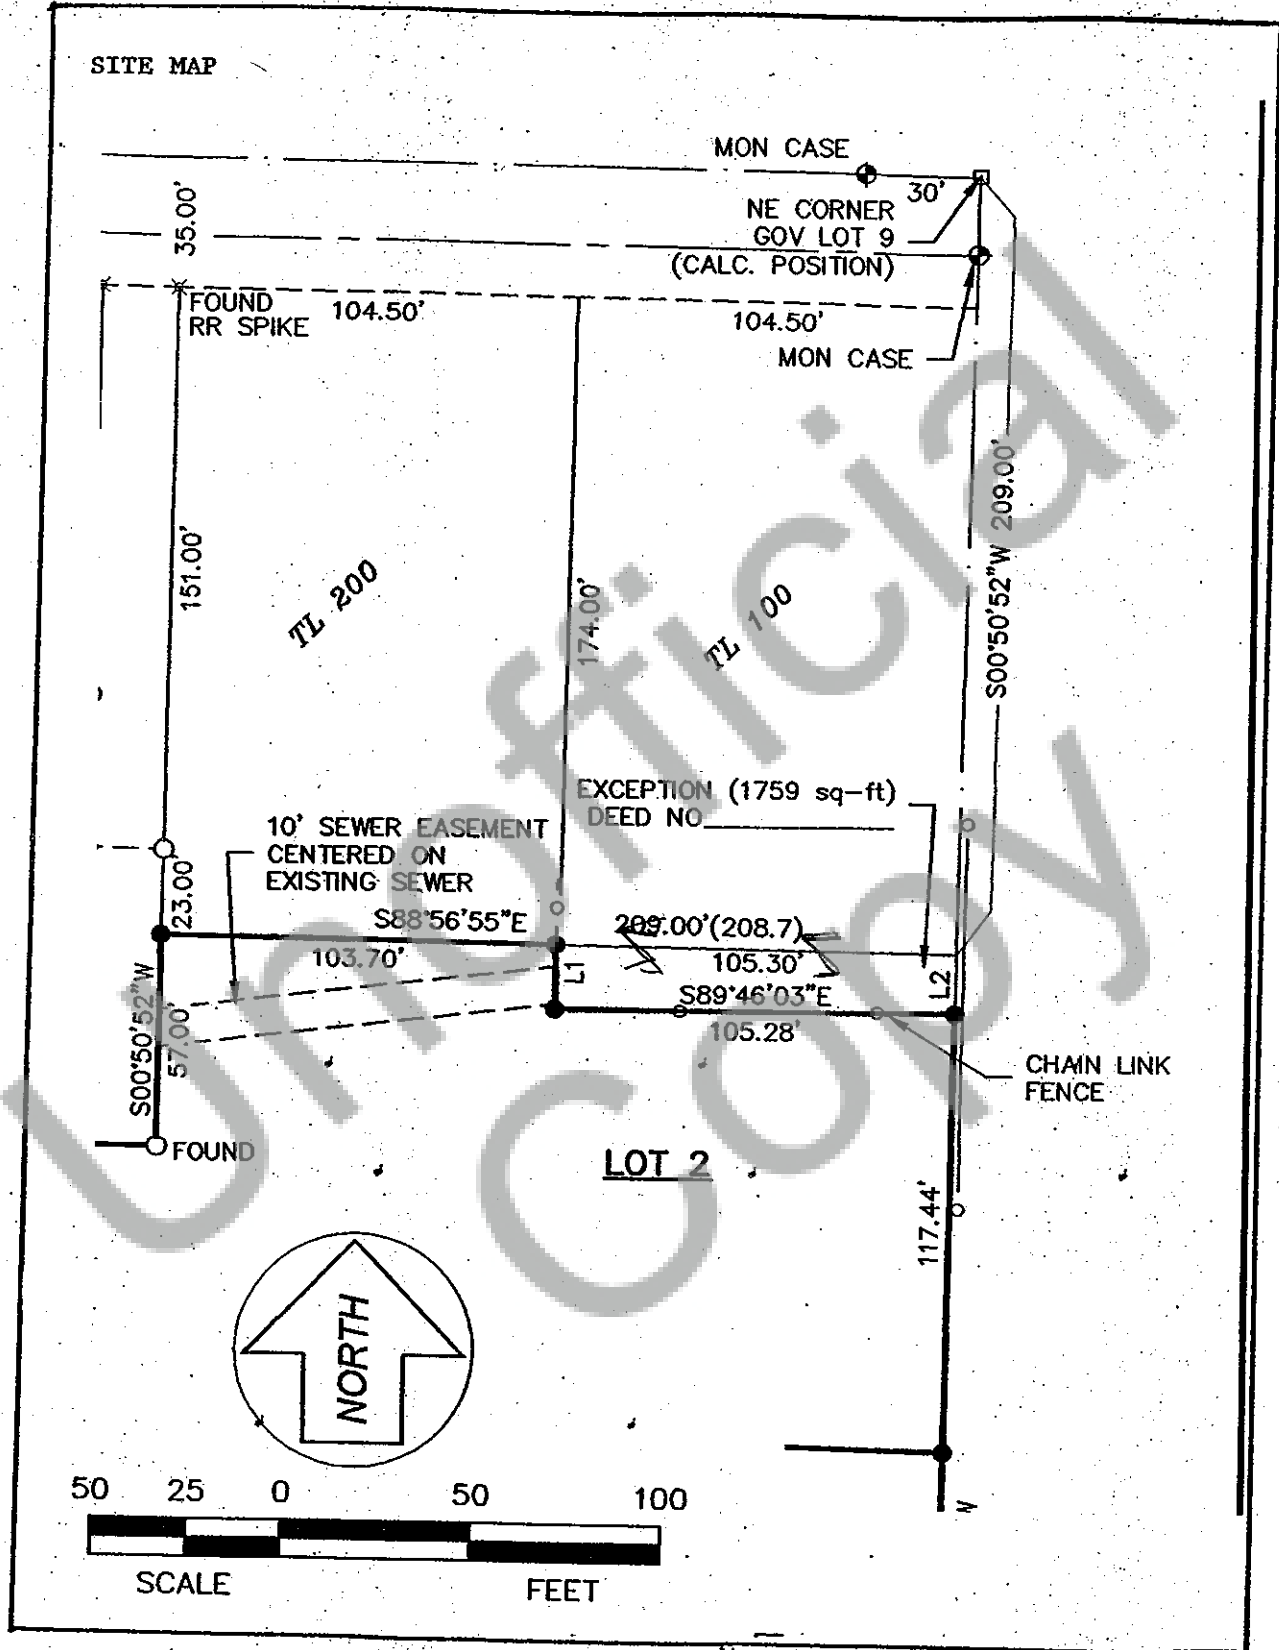 SITE MAP
MON CASE
30'
35.00'
NE CORNER
GOV LOT 9
(CALC. POSITION)
FOUND
RR SPIKE
104.50'
104.50'
MON CASE
S00°50'52"W 209.00'
151.00'
TL 200
174.00'
TL 100
EXCEPTION (1759 sq-ft)
DEED NO
10' SEWER EASEMENT
CENTERED ON
EXISTING SEWER
23.00'
S88°56'55"E
209.00'(208.7)
103.70'
L1
105.30'
L2
S89°46'03"E
105.28'
S00°50'52"W
57.00'
CHAIN LINK
FENCE
FOUND
LOT 2
117.44'
NORTH
N
50 25 0 50 100
SCALE FEET
Unofficial
Copy